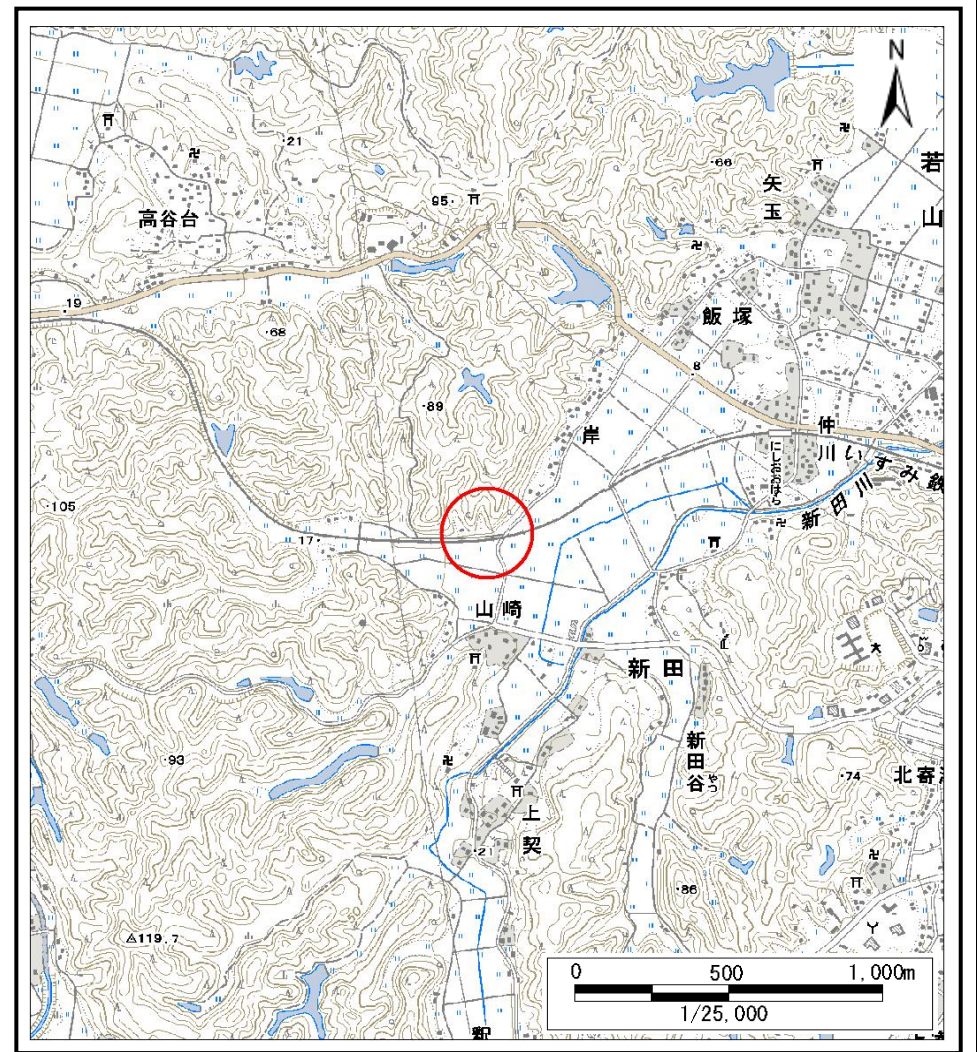 N
若山
・66
矢玉
・21
95・
高谷台
19
・68
飯塚
・8
・89
岸
仲川
にしおおはら
いすみ鉄
新田川
・105
17・
山崎
新田
大
新田谷
やつ
・93
・74
北寄
50
上契
・21
・86
△119.7
0 500 1,000m
1/25,000
釈